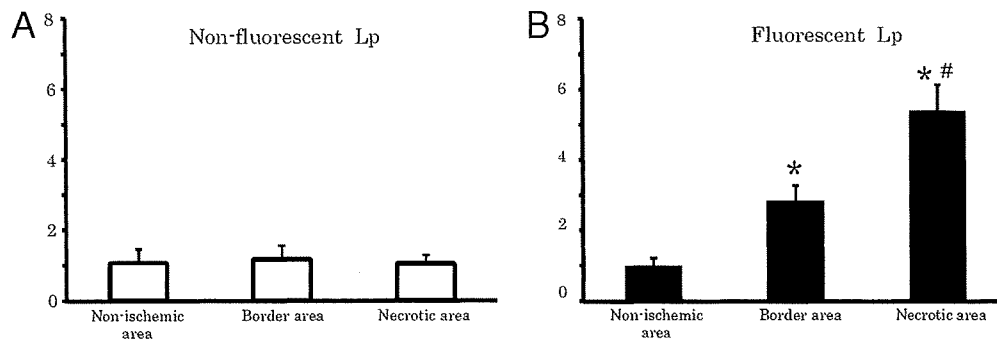 A
Non-fluorescent Lp
8
6
4
2
0
Non-ischemic area
Border area
Necrotic area
B
Fluorescent Lp
8
6
4
2
0
*
* #
Non-ischemic area
Border area
Necrotic area